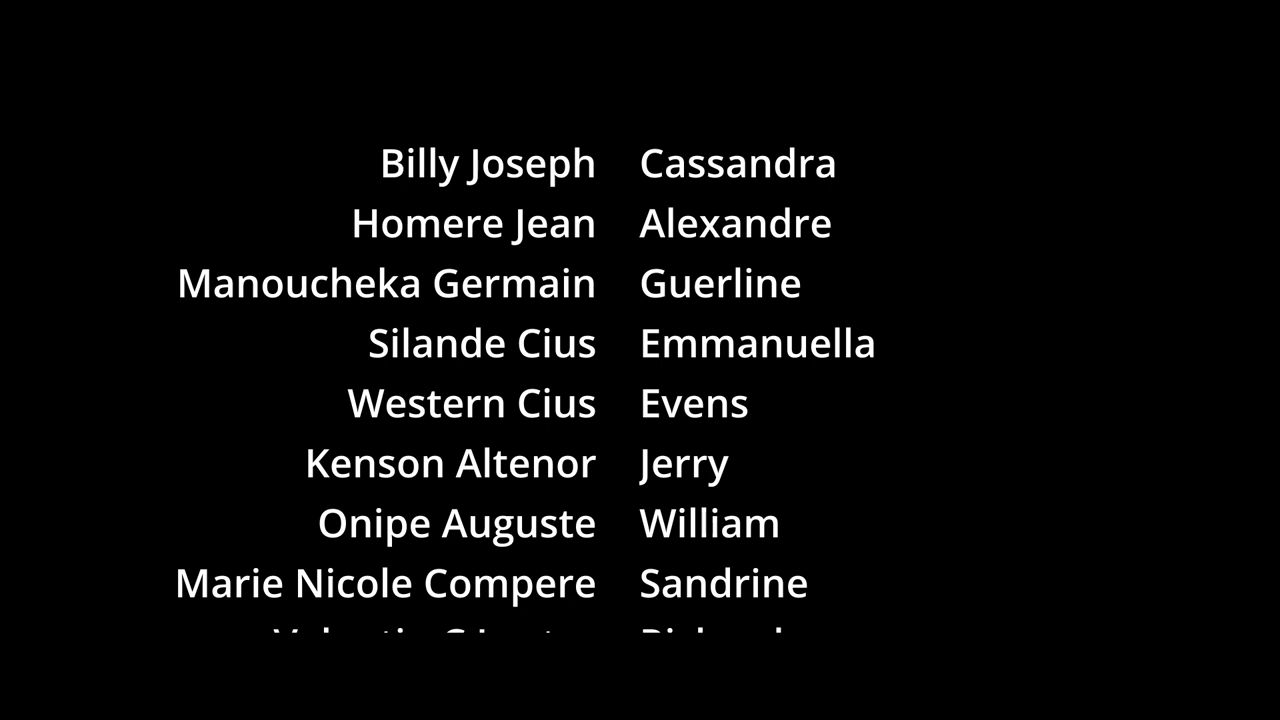 Billy Joseph Cassandra
Homere Jean Alexandre
Manoucheka Germain Guerline
Silande Cius Emmanuella
Western Cius Evens
Kenson Altenor Jerry
Onipe Auguste William
Marie Nicole Compere Sandrine